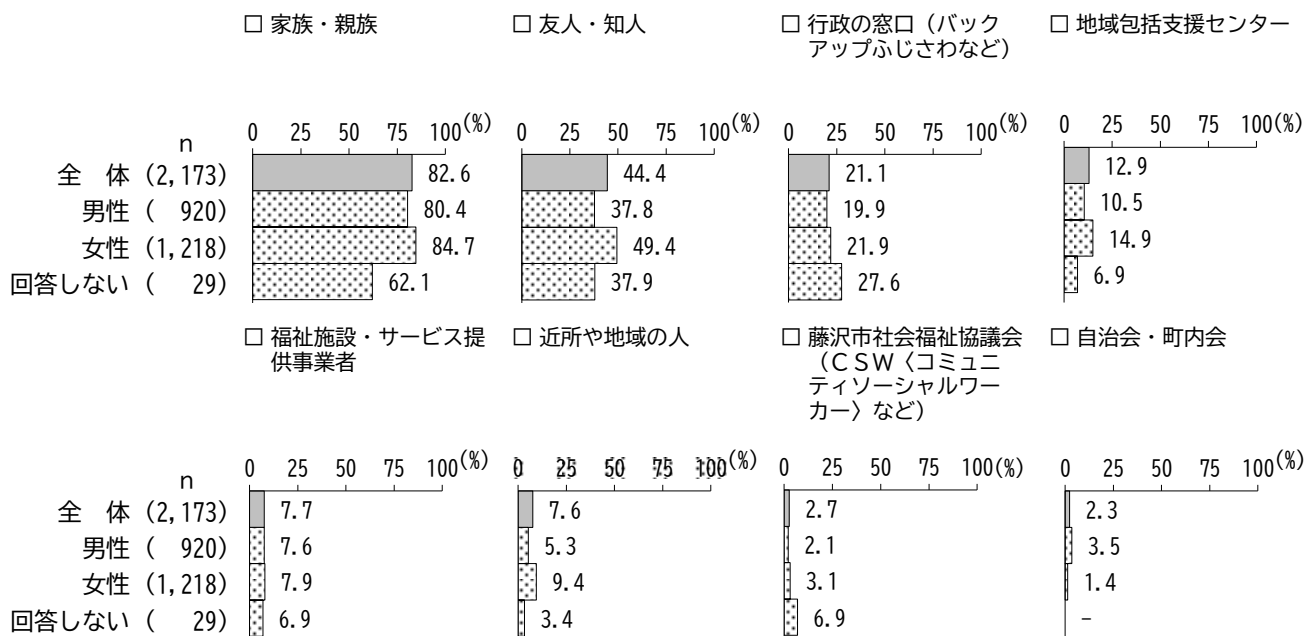 □ 家族・親族
□ 友人・知人
□ 行政の窓口（バック
アップふじさわなど）
□ 地域包括支援センター
0 25 50 75 100(%)
0 25 50 75 100(%)
0 25 50 75 100(%)
0 25 50 75 100(%)
n
全　体 (2,173) 82.6 44.4 21.1 12.9
男性 (　920) 80.4 37.8 19.9 10.5
女性 (1,218) 84.7 49.4 21.9 14.9
回答しない (　29) 62.1 37.9 27.6 6.9
□ 福祉施設・サービス提
供事業者
□ 近所や地域の人
□ 藤沢市社会福祉協議会
（ＣＳＷ〈コミュニ
ティソーシャルワー
カー〉など）
□ 自治会・町内会
0 25 50 75 100(%)
0 25 50 75 100(%)
0 25 50 75 100(%)
0 25 50 75 100(%)
n
全　体 (2,173) 7.7 7.6 2.7 2.3
男性 (　920) 7.6 5.3 2.1 3.5
女性 (1,218) 7.9 9.4 3.1 1.4
回答しない (　29) 6.9 3.4 6.9 -